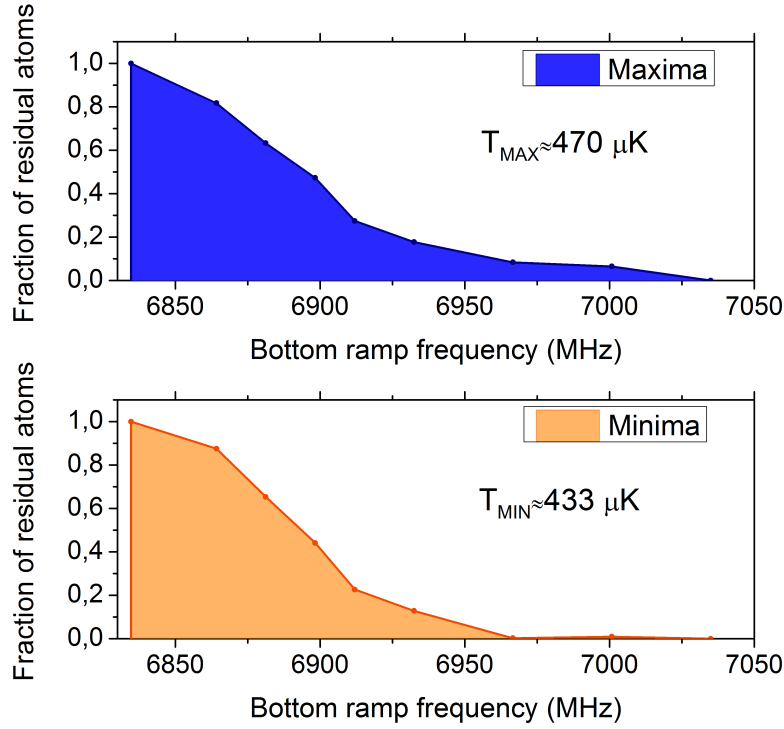 Fraction of residual atoms
1,0
0,8
0,6
0,4
0,2
0,0
Maxima
TMAX≈470 μK
6850 6900 6950 7000 7050
Bottom ramp frequency (MHz)
Fraction of residual atoms
1,0
0,8
0,6
0,4
0,2
0,0
Minima
TMIN≈433 μK
6850 6900 6950 7000 7050
Bottom ramp frequency (MHz)